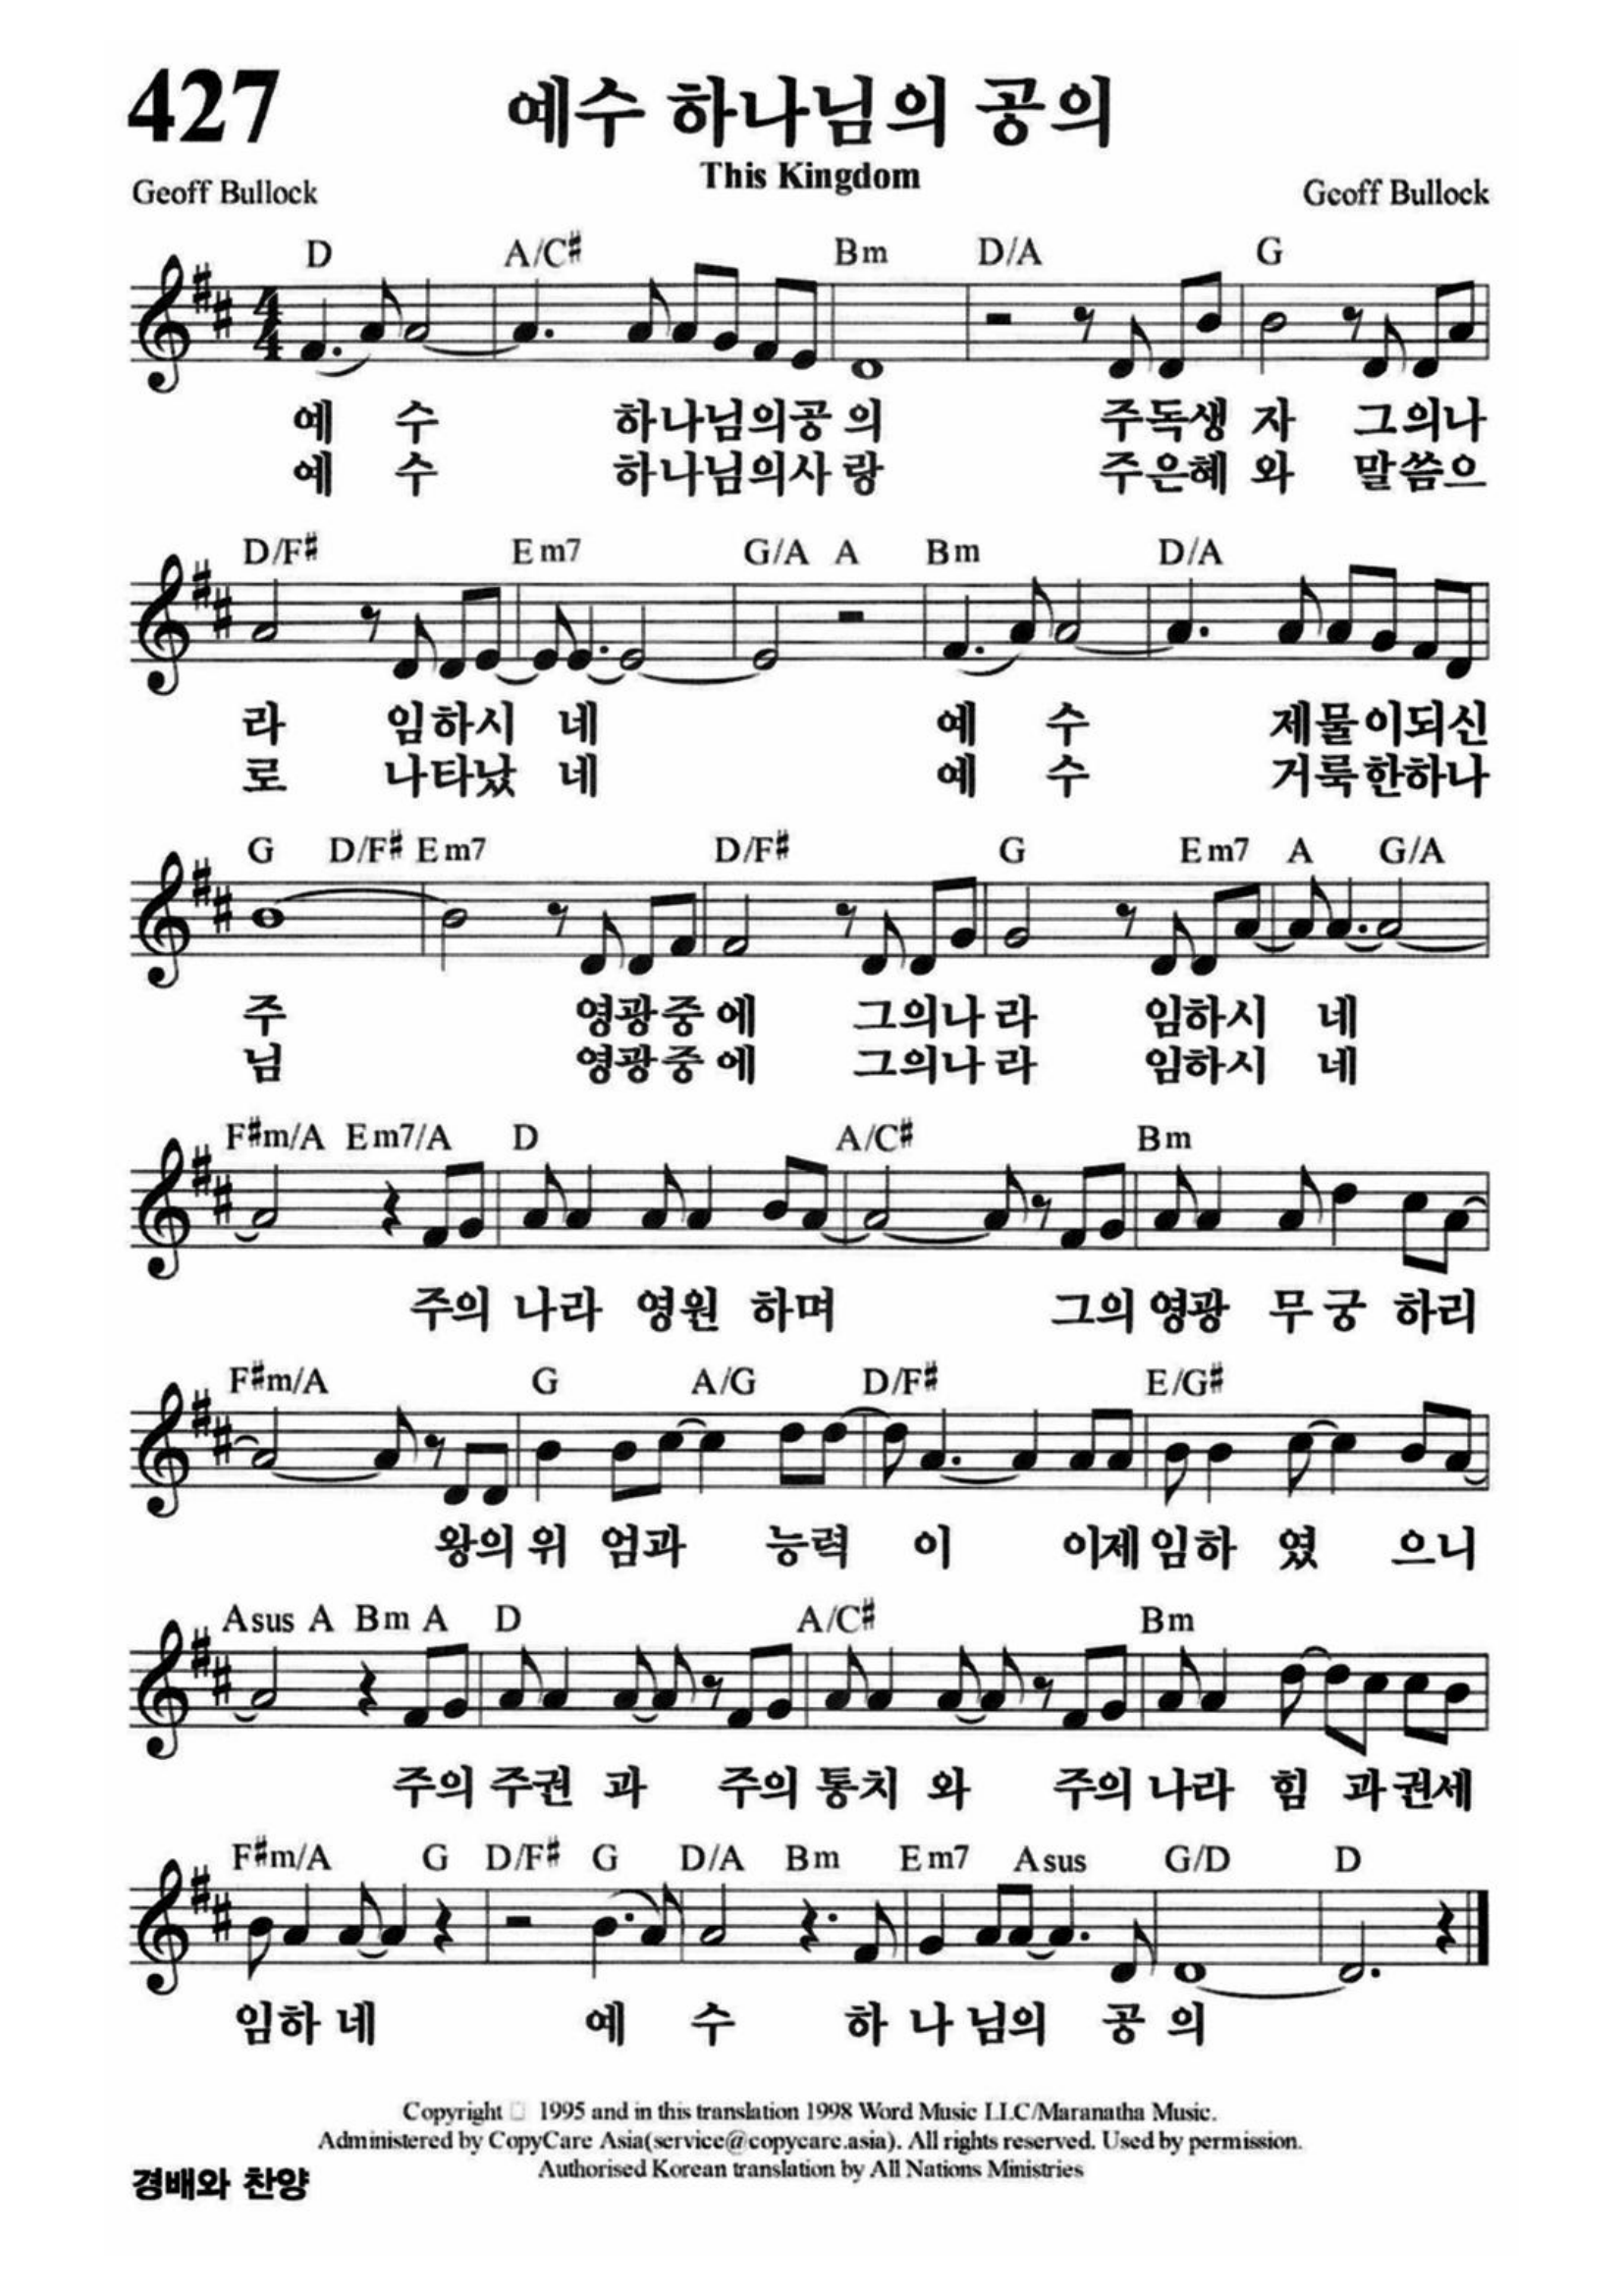 427
예수 하나님의 공의
This Kingdom
Geoff Bullock
Geoff Bullock
D A/C# Bm D/A G
예 수 하나님의공 의 주독생 자 그의나
예 수 하나님의사 랑 주은혜 와 말씀으
D/F# Em7 G/A A Bm D/A
라 임하시 네 예 수 제물이되신
로 나타났 네 예 수 거룩한하나
G D/F# Em7 D/F# G Em7 A G/A
주 영광중 에 그의나 라 임하시 네
님 영광중 에 그의나 라 임하시 네
F#m/A Em7/A D A/C# Bm
주의 나라 영원 하며 그의 영광 무 궁 하리
F#m/A G A/G D/F# E/G#
왕의 위 엄과 능력 이 이제 임하 였 으니
Asus A Bm A D A/C# Bm
주의 주권 과 주의 통치 와 주의 나라 힘 과 권세
F#m/A G D/F# G D/A Bm Em7 Asus G/D D
임하 네 예 수 하 나 님의 공 의
Copyright 1995 and in this translation 1998 Word Music LLC/Maranatha Music.
Administered by CopyCare Asia(service@copycare.asia). All rights reserved. Used by permission.
Authorised Korean translation by All Nations Ministries
경배와 찬양